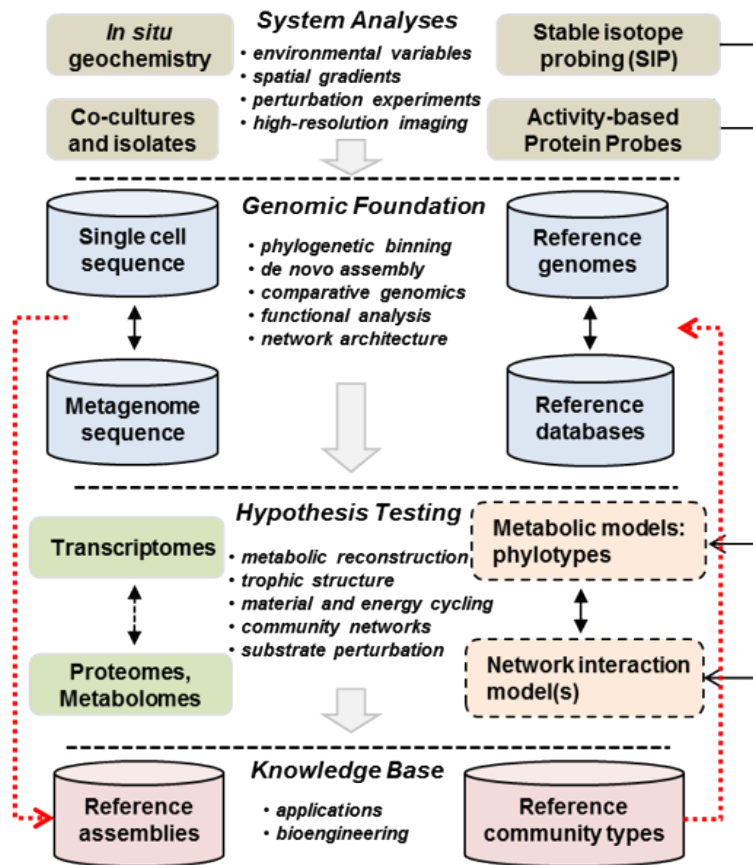 System Analyses
In situ
geochemistry
• environmental variables
• spatial gradients
• perturbation experiments
• high-resolution imaging
Stable isotope
probing (SIP)
Co-cultures
and isolates
Activity-based
Protein Probes
Genomic Foundation
Single cell
sequence
• phylogenetic binning
• de novo assembly
• comparative genomics
• functional analysis
• network architecture
Reference
genomes
Metagenome
sequence
Reference
databases
Hypothesis Testing
Transcriptomes
• metabolic reconstruction
• trophic structure
• material and energy cycling
• community networks
• substrate perturbation
Metabolic models:
phylotypes
Proteomes,
Metabolomes
Network interaction
model(s)
Knowledge Base
Reference
assemblies
• applications
• bioengineering
Reference
community types